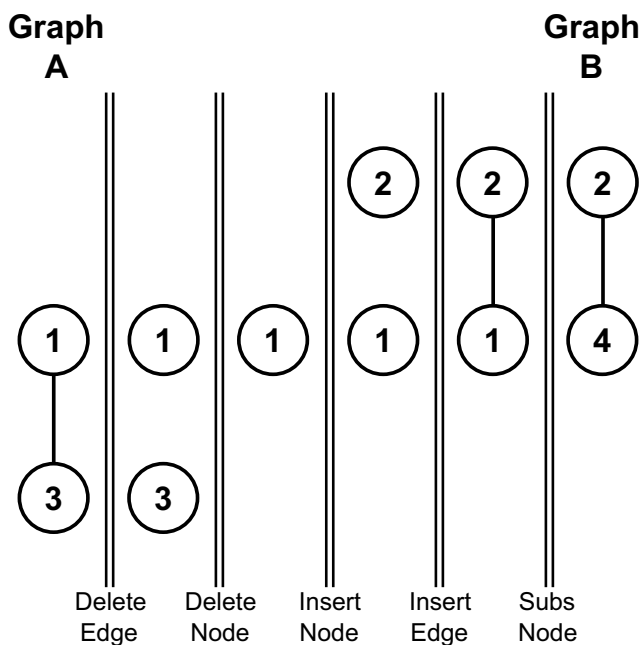 Graph
A
Graph
B
2 2 2
1 1 1 1 1 4
3 3
Delete
Edge
Delete
Node
Insert
Node
Insert
Edge
Subs
Node